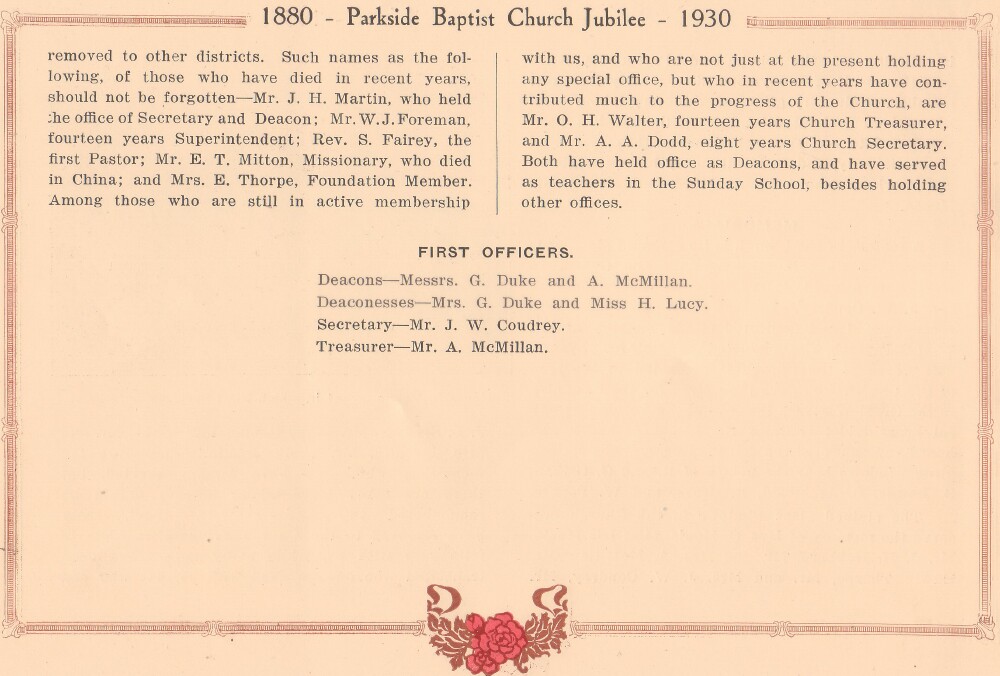 1880 - Parkside Baptist Church Jubilee - 1930
removed to other districts. Such names as the fol-
lowing, of those who have died in recent years,
should not be forgotten—Mr. J. H. Martin, who held
the office of Secretary and Deacon; Mr. W. J. Foreman,
fourteen years Superintendent; Rev. S. Fairey, the
first Pastor; Mr. E. T. Mitton, Missionary, who died
in China; and Mrs. E. Thorpe, Foundation Member.
Among those who are still in active membership
with us, and who are not just at the present holding
any special office, but who in recent years have con-
tributed much to the progress of the Church, are
Mr. O. H. Walter, fourteen years Church Treasurer,
and Mr. A. A. Dodd, eight years Church Secretary.
Both have held office as Deacons, and have served
as teachers in the Sunday School, besides holding
other offices.
FIRST OFFICERS.
Deacons—Messrs. G. Duke and A. McMillan.
Deaconesses—Mrs. G. Duke and Miss H. Lucy.
Secretary—Mr. J. W. Coudrey.
Treasurer—Mr. A. McMillan.